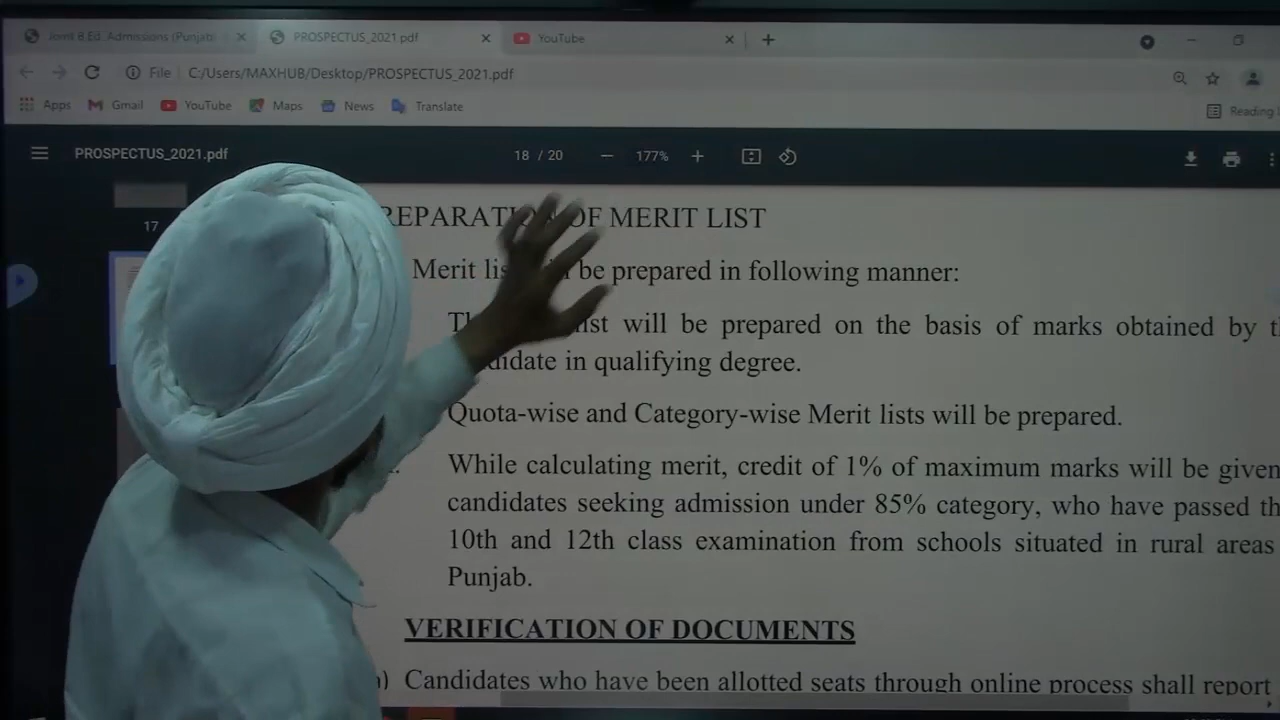 Joint B.Ed. Admissions (Punjab)
PROSPECTUS_2021.pdf
YouTube
File
C:/Users/MAXHUB/Desktop/PROSPECTUS_2021.pdf
Apps
Gmail
YouTube
Maps
News
Translate
Reading
PROSPECTUS_2021.pdf
18 / 20
177%
17
OF MERIT LIST
Merit be prepared in following manner:
will be prepared on the basis of marks obtained by
in qualifying degree.
Quota-wise and Category-wise Merit lists will be prepared.
While calculating merit, credit of 1% of maximum marks will be given
candidates seeking admission under 85% category, who have passed
10th and 12th class examination from schools situated in rural areas
Punjab.
VERIFICATION OF DOCUMENTS
Candidates who have been allotted seats through online process shall report